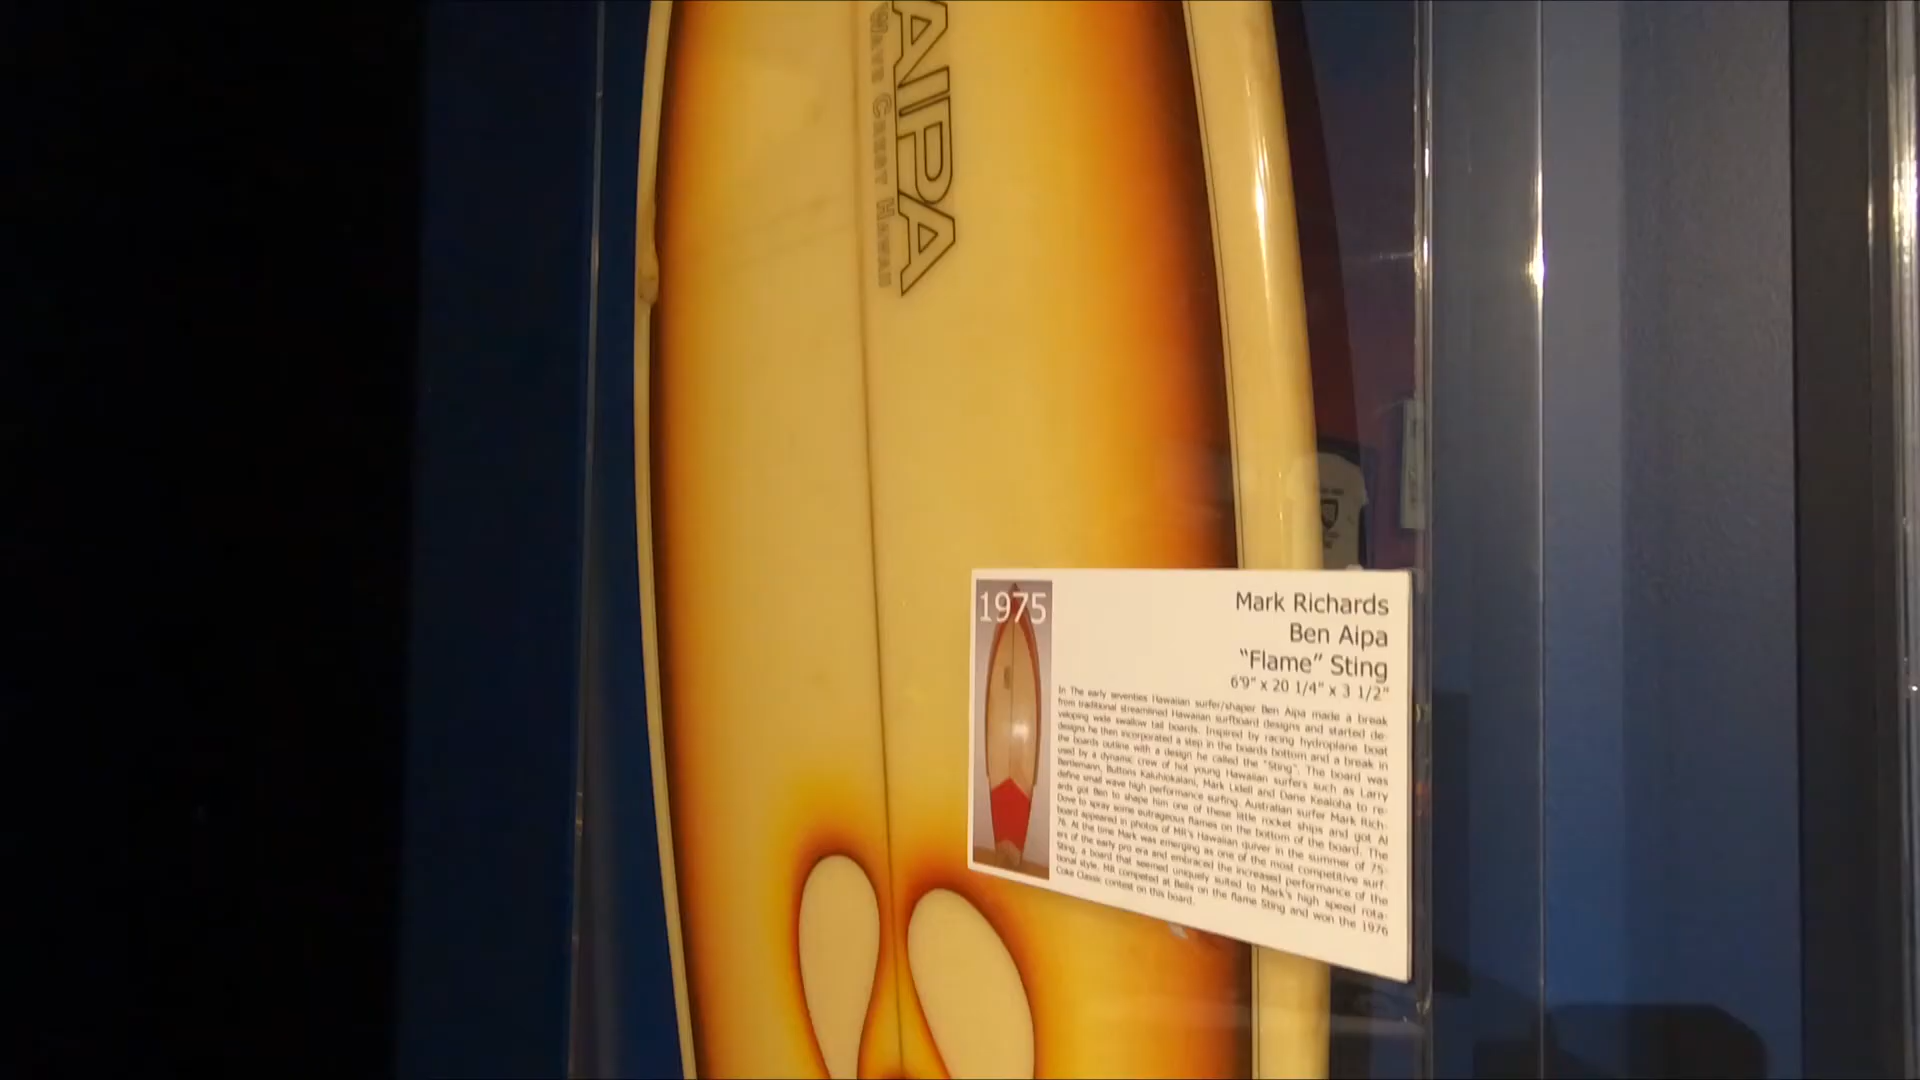 AIPA
WAVE CREST HAWAII
1975
Mark Richards
Ben Aipa
“Flame” Sting
6'9" x 20 1/4" x 3 1/2"
In The early seventies Hawaiian surfer/shaper Ben Aipa made a break
from traditional streamlined Hawaiian surfboard designs and started de-
veloping wide swallow tail boards. Inspired by racing hydroplane boat
designs he then incorporated a step in the boards bottom and a break in
the boards outline with a design he called the "Sting". The board was
used by a dynamic crew of hot young Hawaiian surfers such as Larry
Bertlemann, Buttons Kaluhiokalani, Mark Lidell and Dane Kealoha to re-
define small wave high performance surfing. Australian surfer Mark Rich-
ards got Ben to shape him one of these little rocket ships and got Al
Dove to spray some outrageous flames on the bottom of the board. The
board appeared in photos of MR's Hawaiian quiver in the summer of 75-
76. At the time Mark was emerging as one of the most competitive surf-
ers of the early pro era and embraced the increased performance of the
Sting, a board that seemed uniquely suited to Mark's high speed rota-
tional style. MR competed at Bells on the flame Sting and won the 1976
Coke Classic contest on this board.